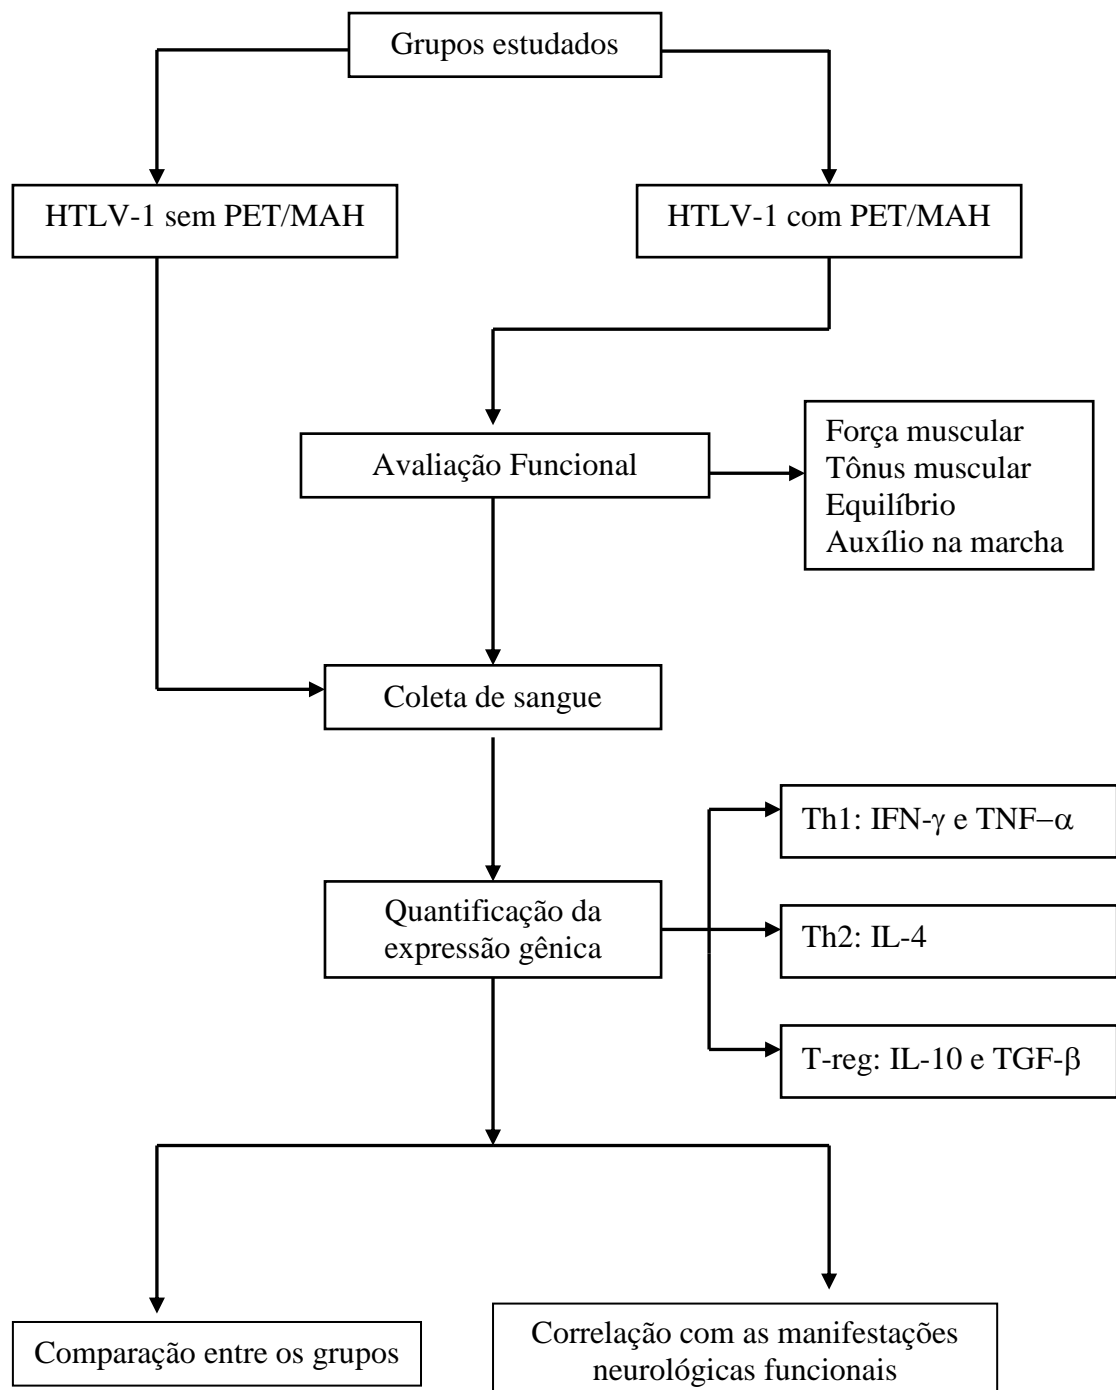 Grupos estudados
HTLV-1 sem PET/MAH
HTLV-1 com PET/MAH
Avaliação Funcional
Força muscular
Tônus muscular
Equilíbrio
Auxílio na marcha
Coleta de sangue
Quantificação da
expressão gênica
Th1: IFN-γ e TNF−α
Th2: IL-4
T-reg: IL-10 e TGF-β
Comparação entre os grupos
Correlação com as manifestações
neurológicas funcionais